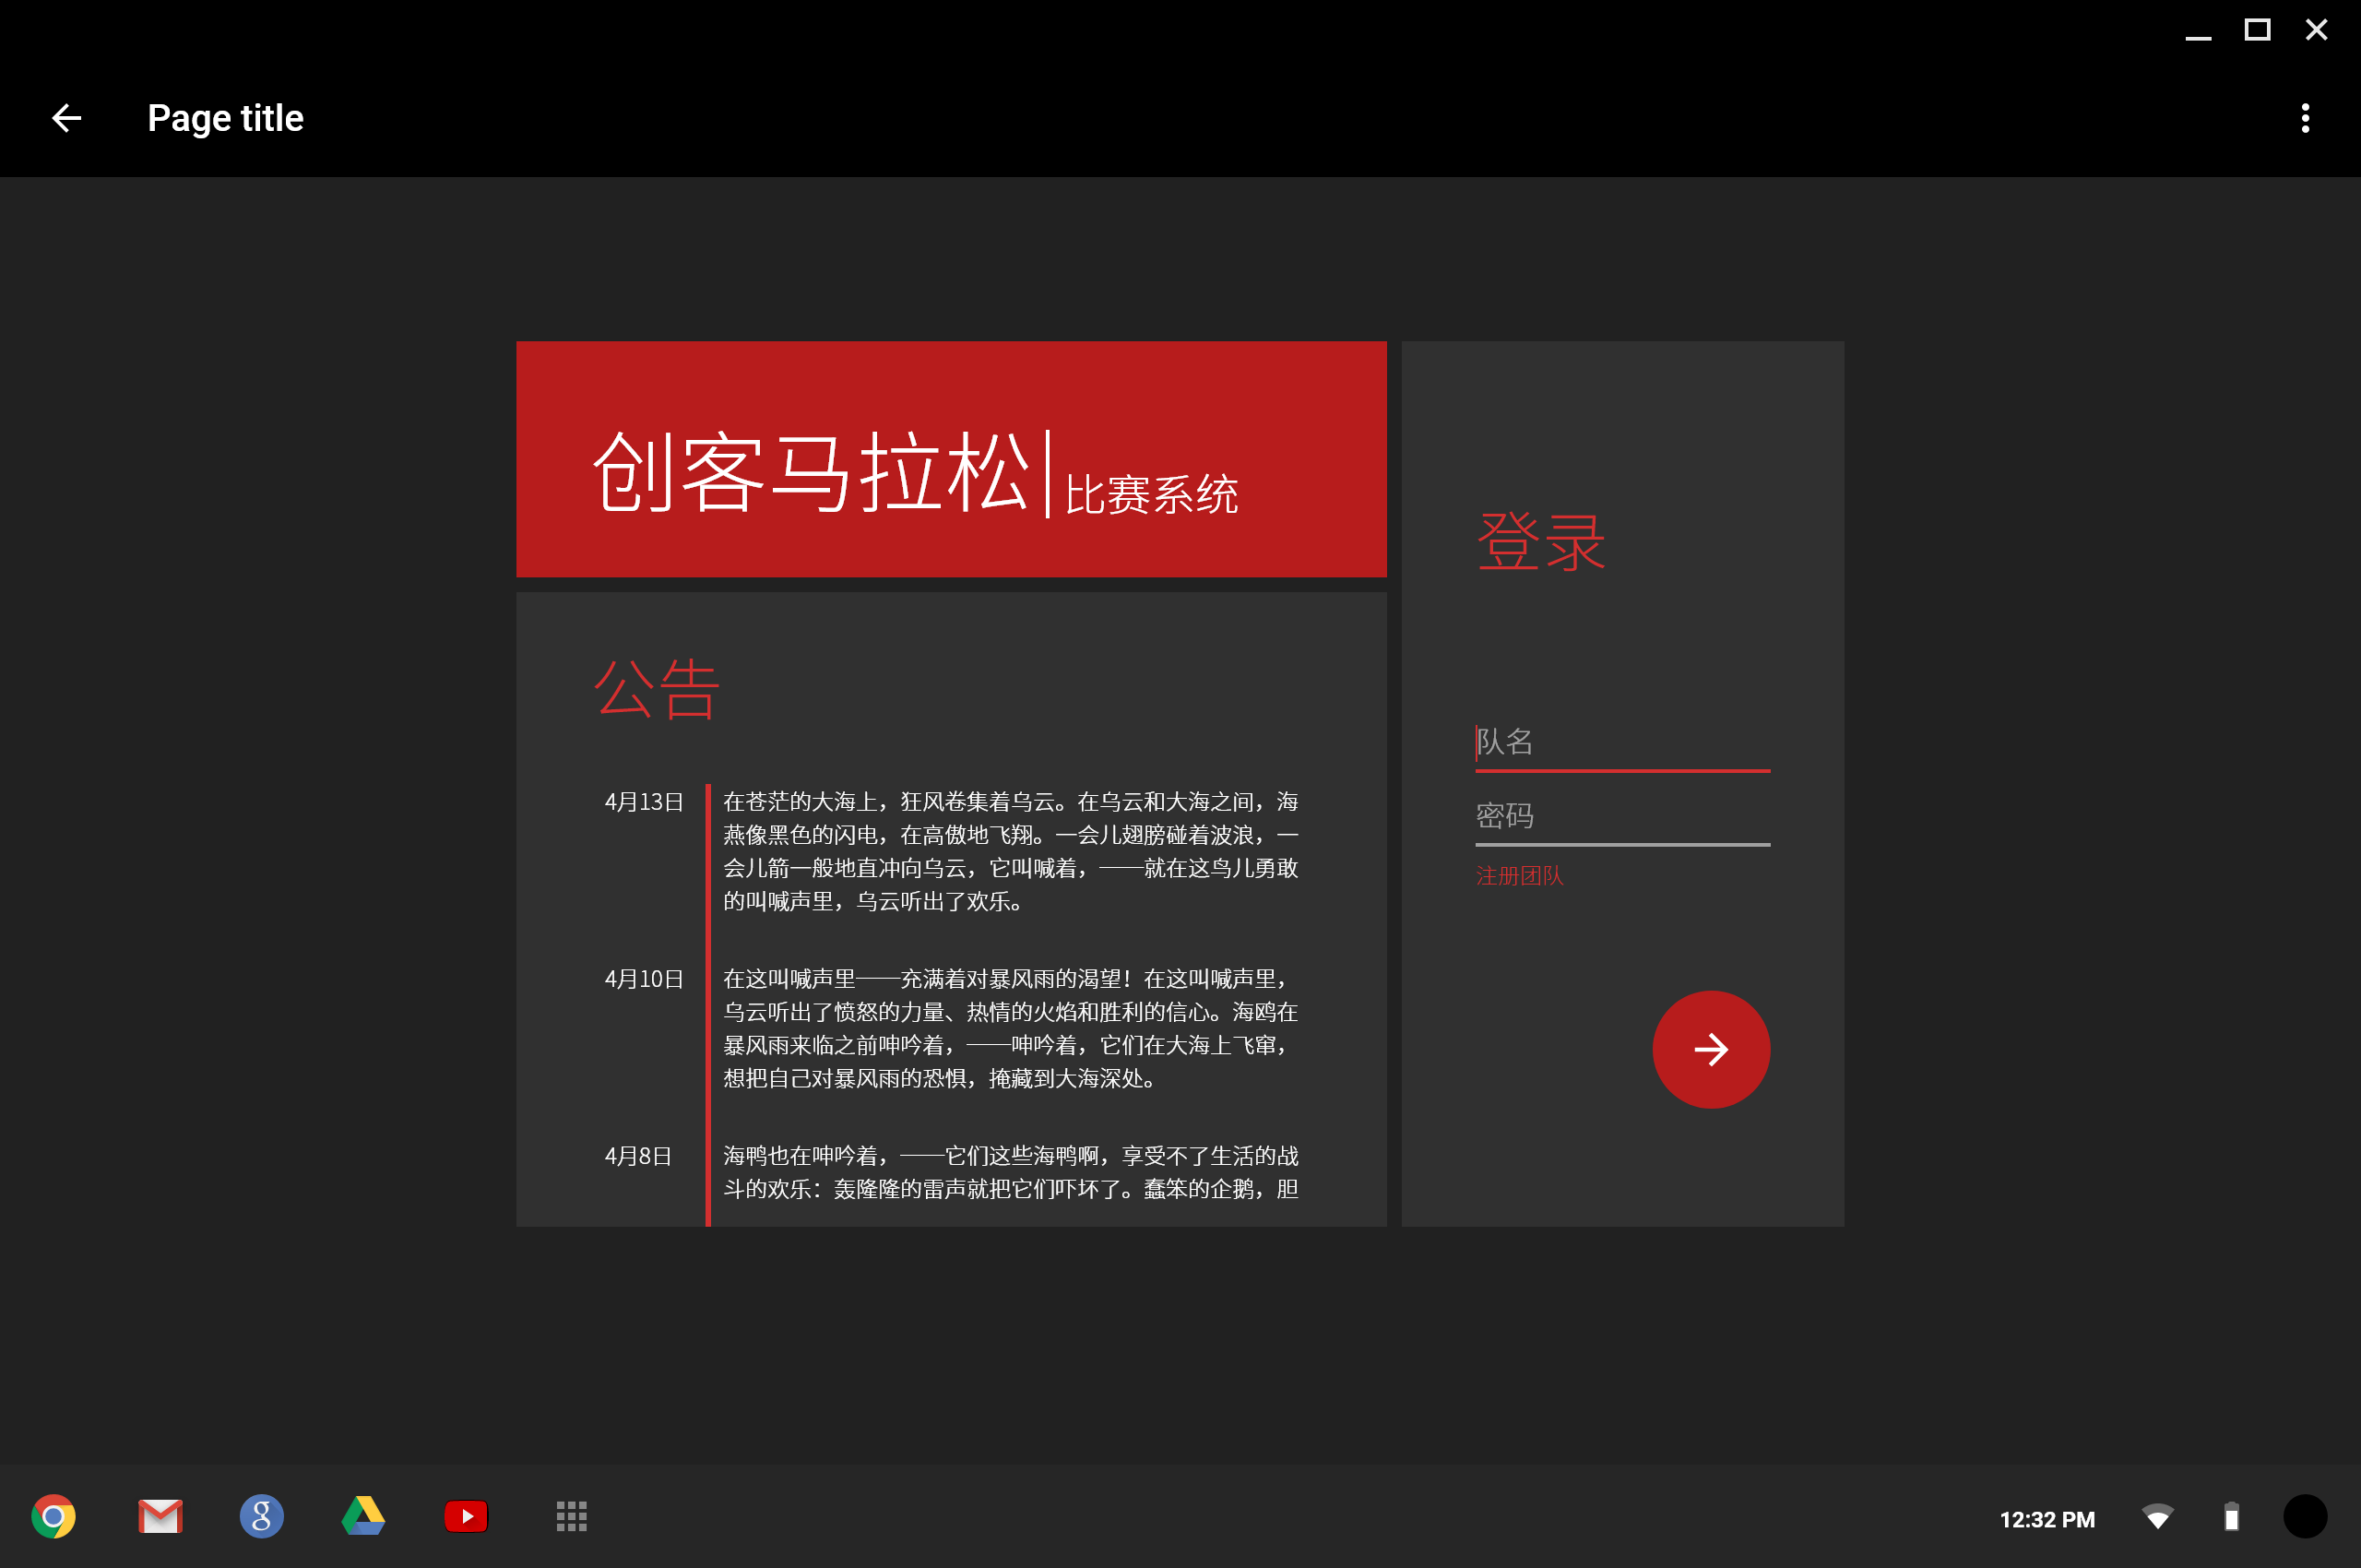 Page title
创客马拉松|比赛系统
公告
4月13日
在苍茫的大海上，狂风卷集着乌云。在乌云和大海之间，海
燕像黑色的闪电，在高傲地飞翔。一会儿翅膀碰着波浪，一
会儿箭一般地直冲向乌云，它叫喊着，——就在这鸟儿勇敢
的叫喊声里，乌云听出了欢乐。
4月10日
在这叫喊声里——充满着对暴风雨的渴望！在这叫喊声里，
乌云听出了愤怒的力量、热情的火焰和胜利的信心。海鸥在
暴风雨来临之前呻吟着，——呻吟着，它们在大海上飞窜，
想把自己对暴风雨的恐惧，掩藏到大海深处。
4月8日
海鸭也在呻吟着，——它们这些海鸭啊，享受不了生活的战
斗的欢乐：轰隆隆的雷声就把它们吓坏了。蠢笨的企鹅，胆
登录
队名
密码
注册团队
g
12:32 PM